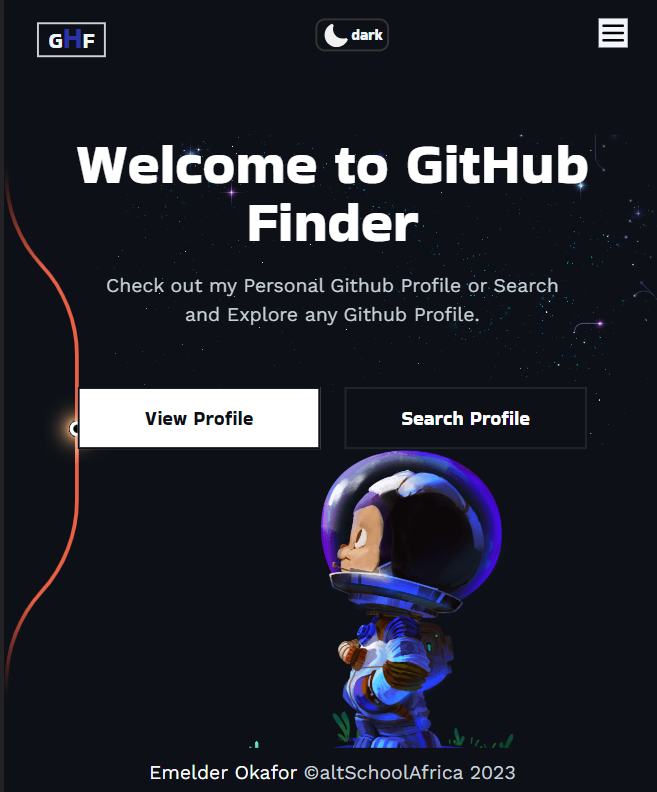 GHF
dark
Welcome to GitHub
Finder
Check out my Personal Github Profile or Search
and Explore any Github Profile.
View Profile
Search Profile
Emelder Okafor ©altSchoolAfrica 2023